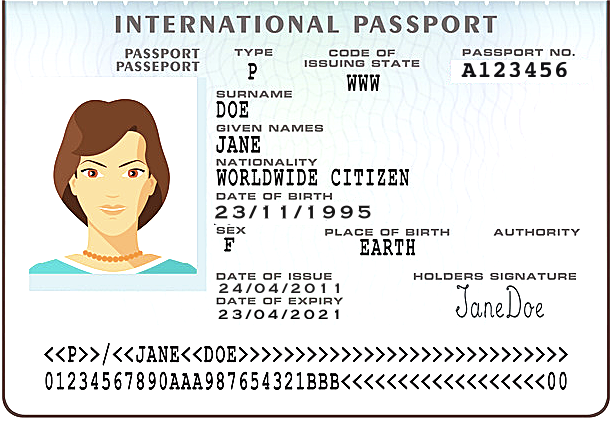 INTERNATIONAL PASSPORT
PASSPORT
PASSEPORT
TYPE
P
CODE OF
ISSUING STATE
WWW
PASSPORT NO.
A123456
SURNAME
DOE
GIVEN NAMES
JANE
NATIONALITY
WORLDWIDE CITIZEN
DATE OF BIRTH
23/11/1995
SEX
F
PLACE OF BIRTH
EARTH
AUTHORITY
DATE OF ISSUE
24/04/2011
DATE OF EXPIRY
23/04/2021
HOLDERS SIGNATURE
JaneDoe
<<P>>/<<JANE<<DOE>>>>>>>>>>>>>>>>>>>>>>>>>>>>>
01234567890AAA987654321BBB<<<<<<<<<<<<<<<<<<00